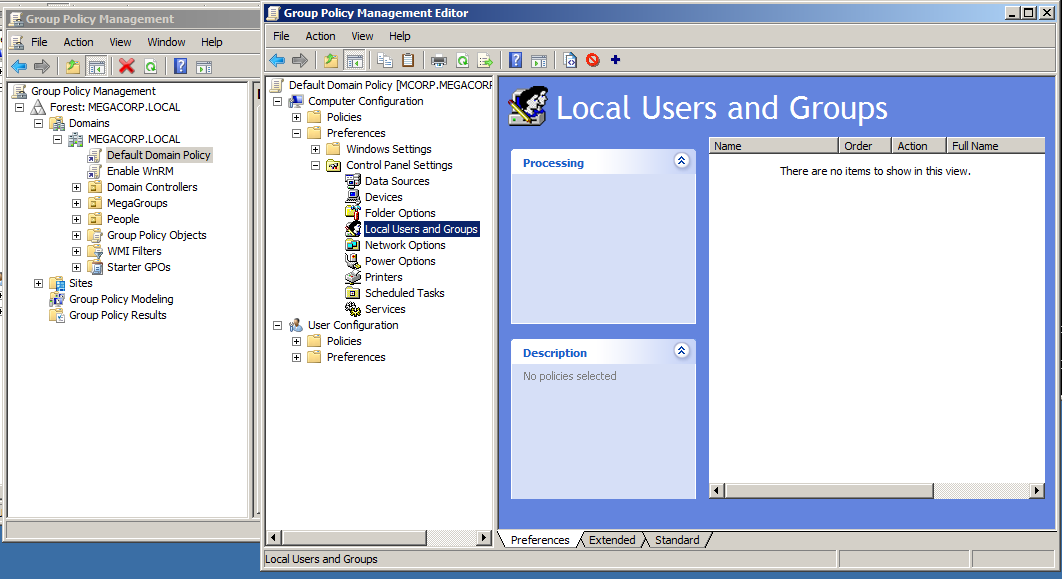 Group Policy Management
File Action View Window Help
Group Policy Management
Forest: MEGACORP.LOCAL
Domains
MEGACORP.LOCAL
Default Domain Policy
Enable WnRM
Domain Controllers
MegaGroups
People
Group Policy Objects
WMI Filters
Starter GPOs
Sites
Group Policy Modeling
Group Policy Results
Group Policy Management Editor
File Action View Help
Default Domain Policy [MCORP.MEGACORP
Computer Configuration
Policies
Preferences
Windows Settings
Control Panel Settings
Data Sources
Devices
Folder Options
Local Users and Groups
Network Options
Power Options
Printers
Scheduled Tasks
Services
User Configuration
Policies
Preferences
Local Users and Groups
Processing
Description
No policies selected
Name Order Action Full Name
There are no items to show in this view.
Preferences Extended Standard
Local Users and Groups